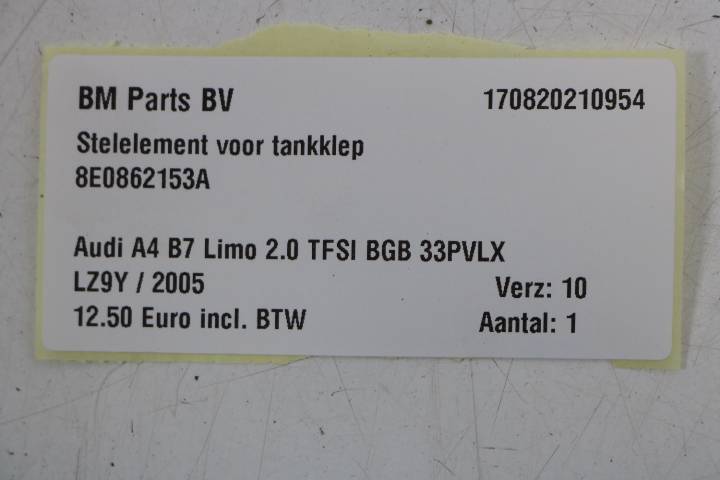 BM Parts BV 170820210954
Stelelement voor tankklep
8E0862153A
Audi A4 B7 Limo 2.0 TFSI BGB 33PVLX
LZ9Y / 2005 Verz: 10
12.50 Euro incl. BTW Aantal: 1